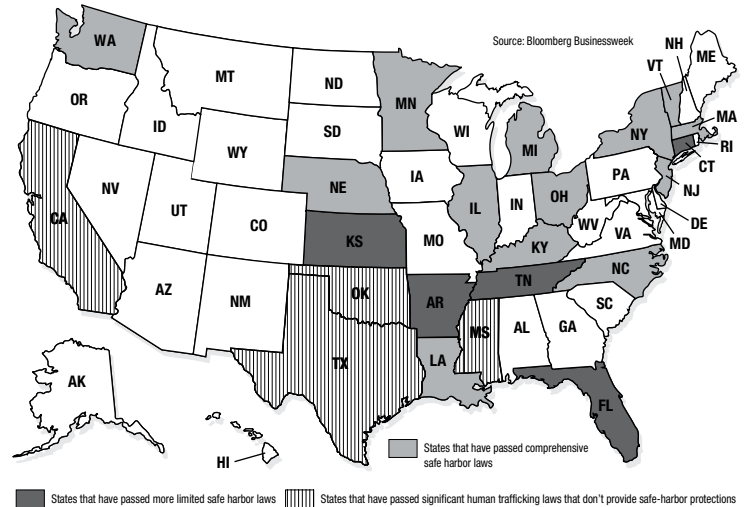 Source: Bloomberg Businessweek
WA
MT
ND
MN
VT
NH
ME
OR
ID
SD
WI
MI
NY
MA
RI
CT
WY
NE
IA
PA
NJ
NV
UT
CO
IL
IN
OH
WV
VA
DE
MD
CA
KS
MO
KY
NC
AZ
NM
OK
AR
TN
SC
TX
LA
MS
AL
GA
FL
AK
HI
States that have passed comprehensive
safe harbor laws
States that have passed more limited safe harbor laws
States that have passed significant human trafficking laws that don't provide safe-harbor protections